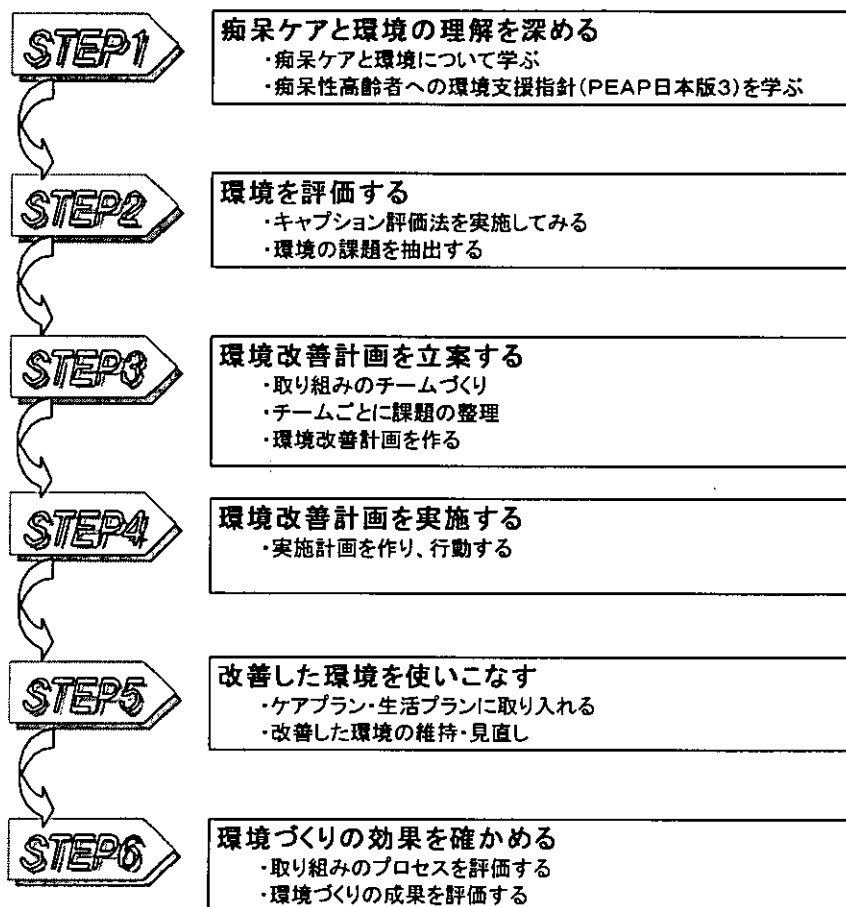 STEP1
痴呆ケアと環境の理解を深める
・痴呆ケアと環境について学ぶ
・痴呆性高齢者への環境支援指針(PEAP日本版3)を学ぶ
STEP2
環境を評価する
・キャプション評価法を実施してみる
・環境の課題を抽出する
STEP3
環境改善計画を立案する
・取り組みのチームづくり
・チームごとに課題の整理
・環境改善計画を作る
STEP4
環境改善計画を実施する
・実施計画を作り、行動する
STEP5
改善した環境を使いこなす
・ケアプラン・生活プランに取り入れる
・改善した環境の維持・見直し
STEP6
環境づくりの効果を確かめる
・取り組みのプロセスを評価する
・環境づくりの成果を評価する